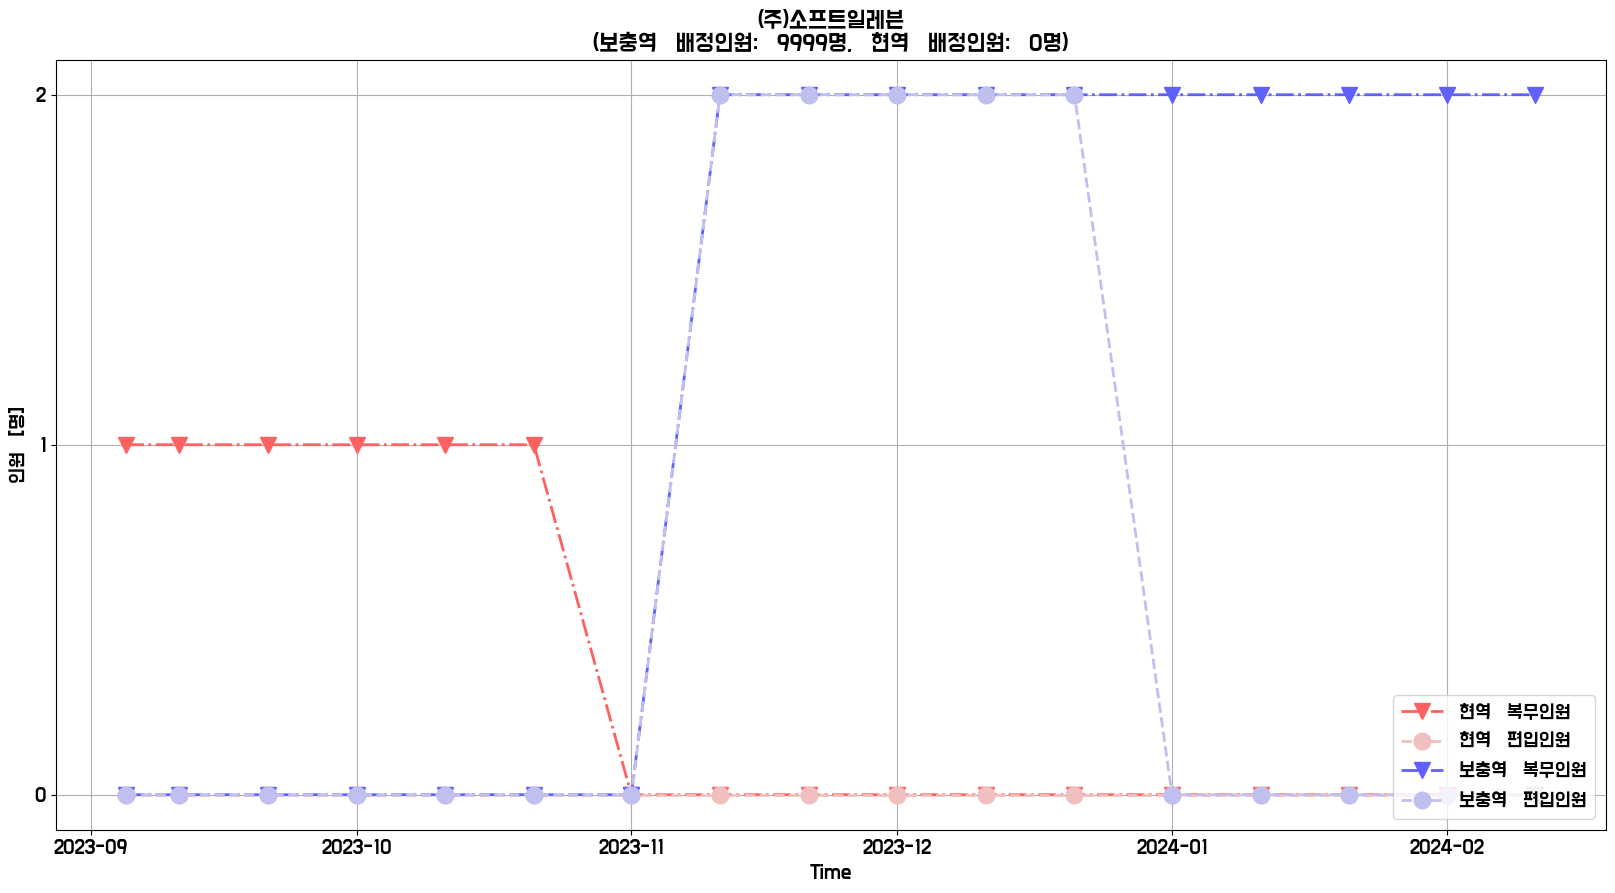 (주)소프트일레븐
(보충역 배정인원: 9999명, 현역 배정인원: 0명)
2
1
0
인원 [명]
2023-09 2023-10 2023-11 2023-12 2024-01 2024-02
Time
현역 복무인원
현역 편입인원
보충역 복무인원
보충역 편입인원